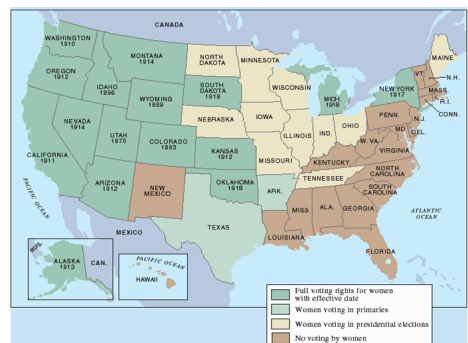 CANADA
WASHINGTON
1910
MONTANA
1914
NORTH
DAKOTA
MINNESOTA
MAINE
OREGON
1912
IDAHO
1896
SOUTH
DAKOTA
1918
WISCONSIN
MICH.
1918
NEW YORK
1917
VT.
N.H.
MASS.
R.I.
CONN.
WYOMING
1869
NEVADA
1914
UTAH
1870
COLORADO
1893
NEBRASKA
IOWA
ILLINOIS
IND.
OHIO
PENN.
N.J.
MD.
DEL.
W. VA.
VIRGINIA
CALIFORNIA
1911
KANSAS
1912
MISSOURI
KENTUCKY
NORTH
CAROLINA
TENNESSEE
SOUTH
CAROLINA
ARIZONA
1912
NEW
MEXICO
OKLAHOMA
1918
ARK.
MISS.
ALA.
GEORGIA
TEXAS
LOUISIANA
FLORIDA
PACIFIC OCEAN
ATLANTIC
OCEAN
MEXICO
RUS.
ALASKA
1913
CAN.
PACIFIC OCEAN
HAWAII
Full voting rights for women
with effective date
Women voting in primaries
Women voting in presidential elections
No voting by women